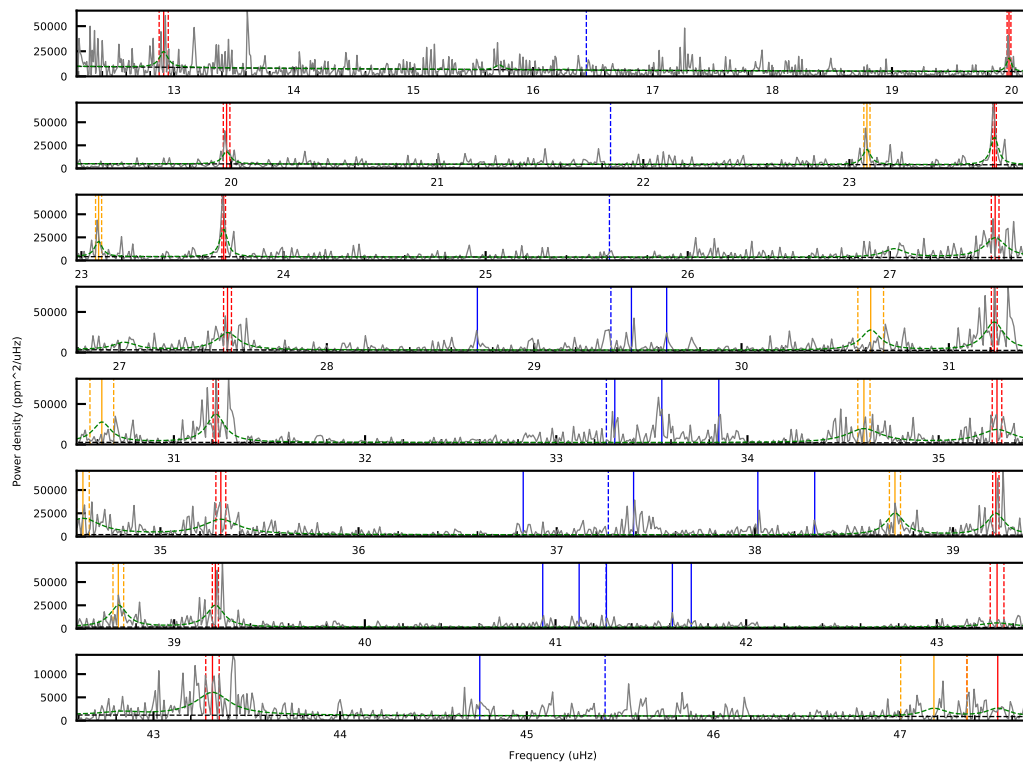 50000
25000
0
13 14 15 16 17 18 19 20
50000
25000
0
20 21 22 23
50000
25000
0
23 24 25 26 27
50000
0
27 28 29 30 31
50000
0
31 32 33 34 35
50000
25000
0
35 36 37 38 39
50000
25000
0
39 40 41 42 43
10000
5000
0
43 44 45 46 47
Power density (ppm^2/uHz)
Frequency (uHz)